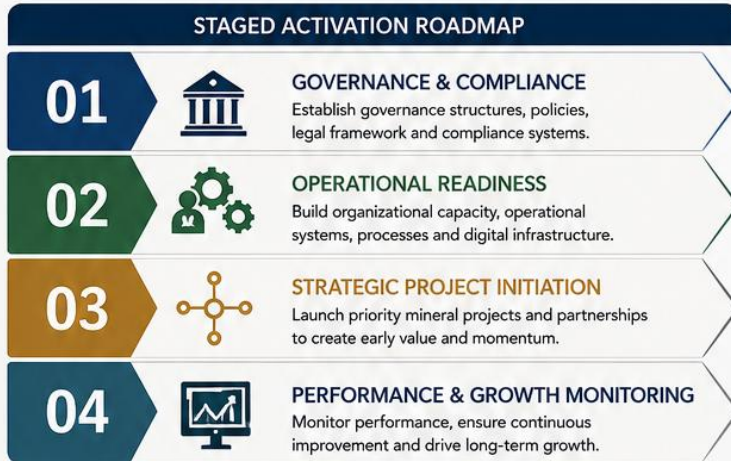 STAGED ACTIVATION ROADMAP
01
GOVERNANCE & COMPLIANCE
Establish governance structures, policies,
legal framework and compliance systems.
02
OPERATIONAL READINESS
Build organizational capacity, operational
systems, processes and digital infrastructure.
03
STRATEGIC PROJECT INITIATION
Launch priority mineral projects and partnerships
to create early value and momentum.
04
PERFORMANCE & GROWTH MONITORING
Monitor performance, ensure continuous
improvement and drive long-term growth.